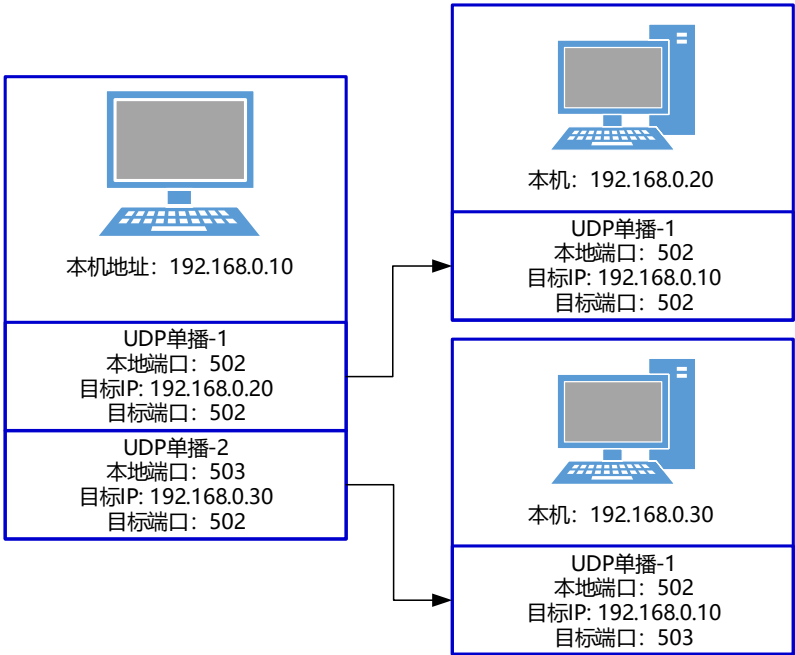 本机地址：192.168.0.10
UDP单播-1
本地端口：502
目标IP: 192.168.0.20
目标端口：502
UDP单播-2
本地端口：503
目标IP: 192.168.0.30
目标端口：502
本机：192.168.0.20
UDP单播-1
本地端口：502
目标IP: 192.168.0.10
目标端口：502
本机：192.168.0.30
UDP单播-1
本地端口：502
目标IP: 192.168.0.10
目标端口：503